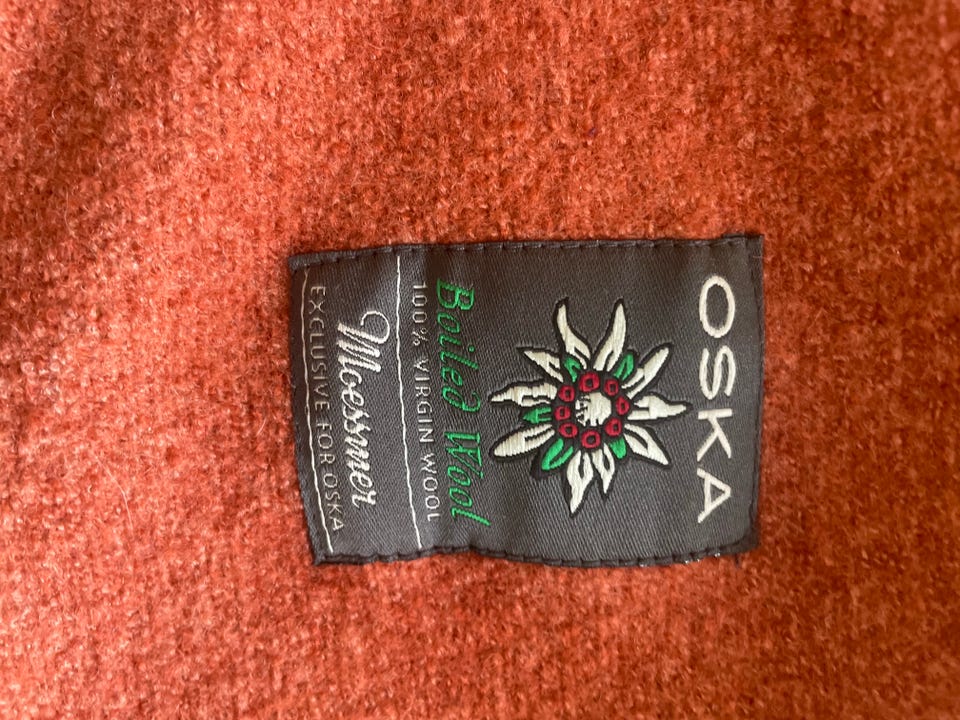 OSKA
Boiled Wool
100% VIRGIN WOOL
Moessmer
EXCLUSIVE FOR OSKA